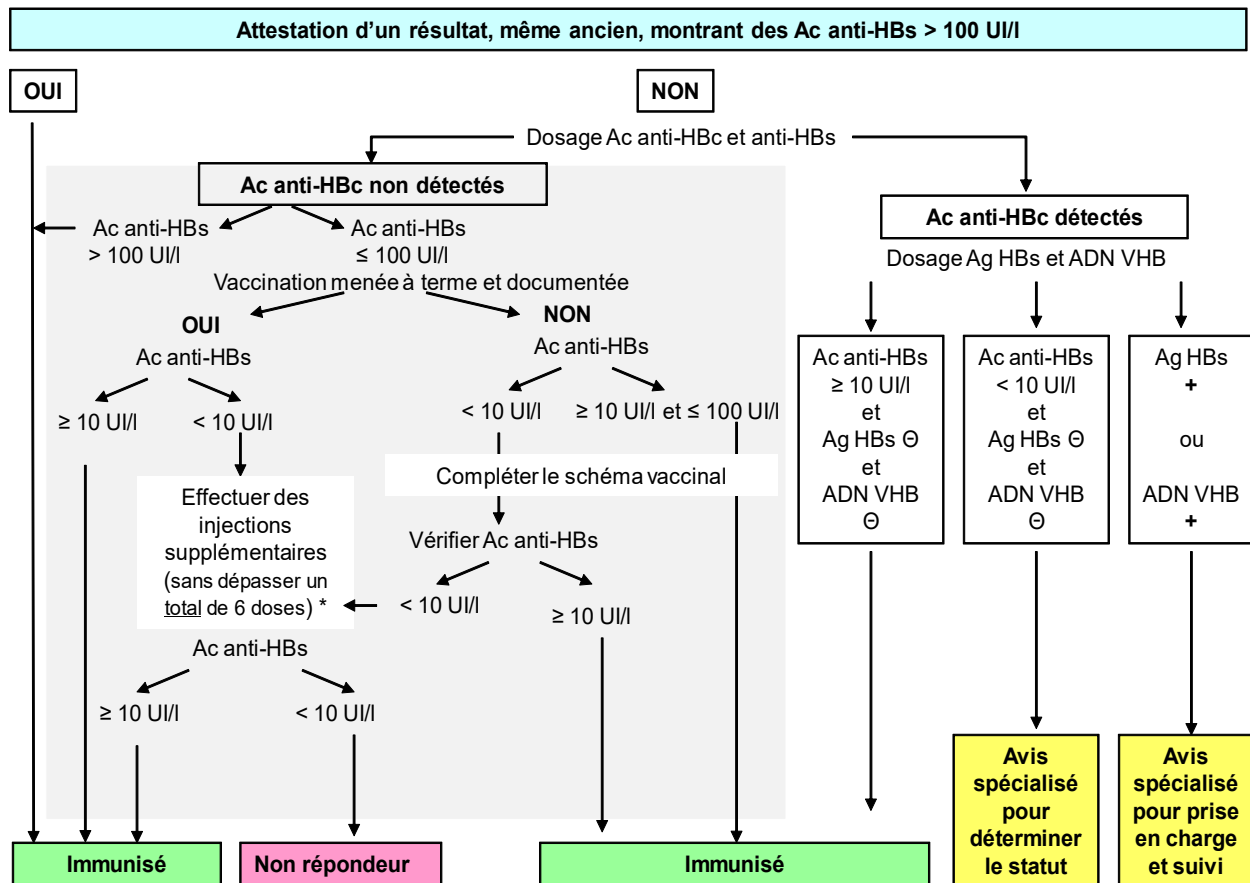 Attestation d'un résultat, même ancien, montrant des Ac anti-HBs > 100 UI/l
OUI
NON
Dosage Ac anti-HBc et anti-HBs
Ac anti-HBc non détectés
Ac anti-HBs
> 100 UI/l
Ac anti-HBs
≤ 100 UI/l
Vaccination menée à terme et documentée
OUI
Ac anti-HBs
≥ 10 UI/l
< 10 UI/l
NON
Ac anti-HBs
< 10 UI/l
≥ 10 UI/l et ≤ 100 UI/l
Effectuer des
injections
supplémentaires
(sans dépasser un
total de 6 doses) *
Compléter le schéma vaccinal
Vérifier Ac anti-HBs
< 10 UI/l
≥ 10 UI/l
Ac anti-HBs
≥ 10 UI/l
< 10 UI/l
Ac anti-HBc détectés
Dosage Ag HBs et ADN VHB
Ac anti-HBs
≥ 10 UI/l
et
Ag HBs Θ
et
ADN VHB
Θ
Ac anti-HBs
< 10 UI/l
et
Ag HBs Θ
et
ADN VHB
Θ
Ag HBs
+
ou
ADN VHB
+
Immunisé
Non répondeur
Immunisé
Avis
spécialisé
pour
déterminer
le statut
Avis
spécialisé
pour prise
en charge
et suivi